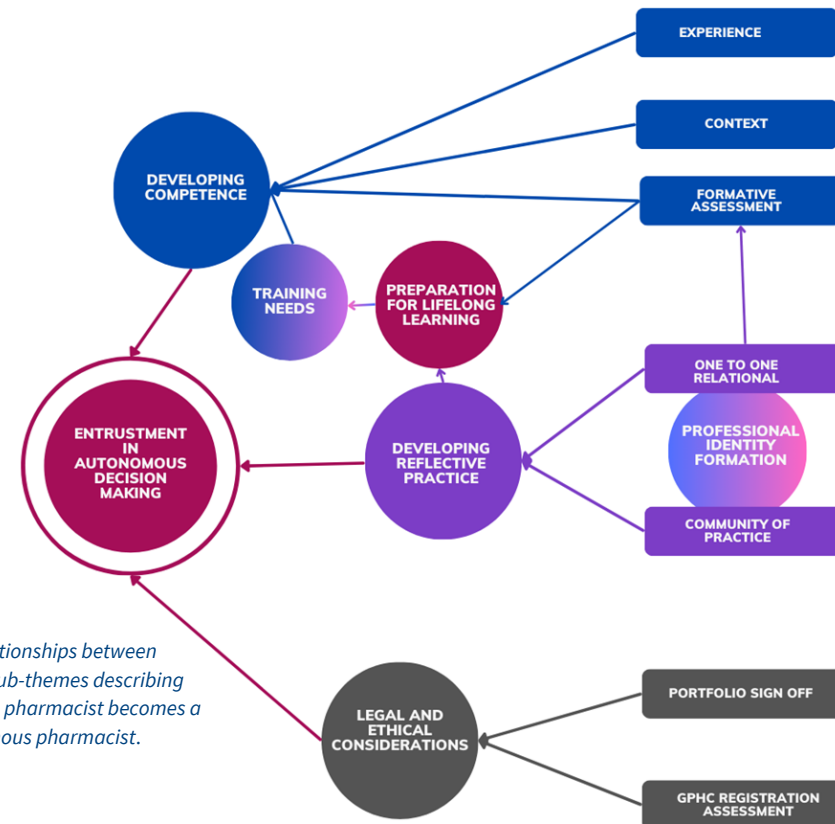 EXPERIENCE
CONTEXT
DEVELOPING
COMPETENCE
FORMATIVE
ASSESSMENT
TRAINING
NEEDS
PREPARATION
FOR LIFELONG
LEARNING
ONE TO ONE
RELATIONAL
ENTRUSTMENT
IN
AUTONOMOUS
DECISION
MAKING
DEVELOPING
REFLECTIVE
PRACTICE
PROFESSIONAL
IDENTITY
FORMATION
COMMUNITY OF
PRACTICE
tionships between
ub-themes describing
pharmacist becomes a
ous pharmacist.
LEGAL AND
ETHICAL
CONSIDERATIONS
PORTFOLIO SIGN OFF
GPHC REGISTRATION
ASSESSMENT